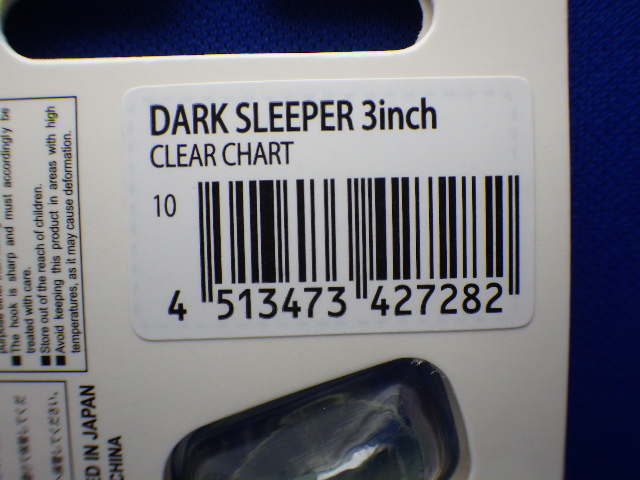 DARK SLEEPER 3inch
CLEAR CHART
10
4 513473 427282
be
■The hook is sharp and must accordingly
treated with care.
■Store out of the reach of children.
■Avoid keeping this product in areas with high
temperatures, as it may cause deformation.
ED IN JAPAN
CHINA